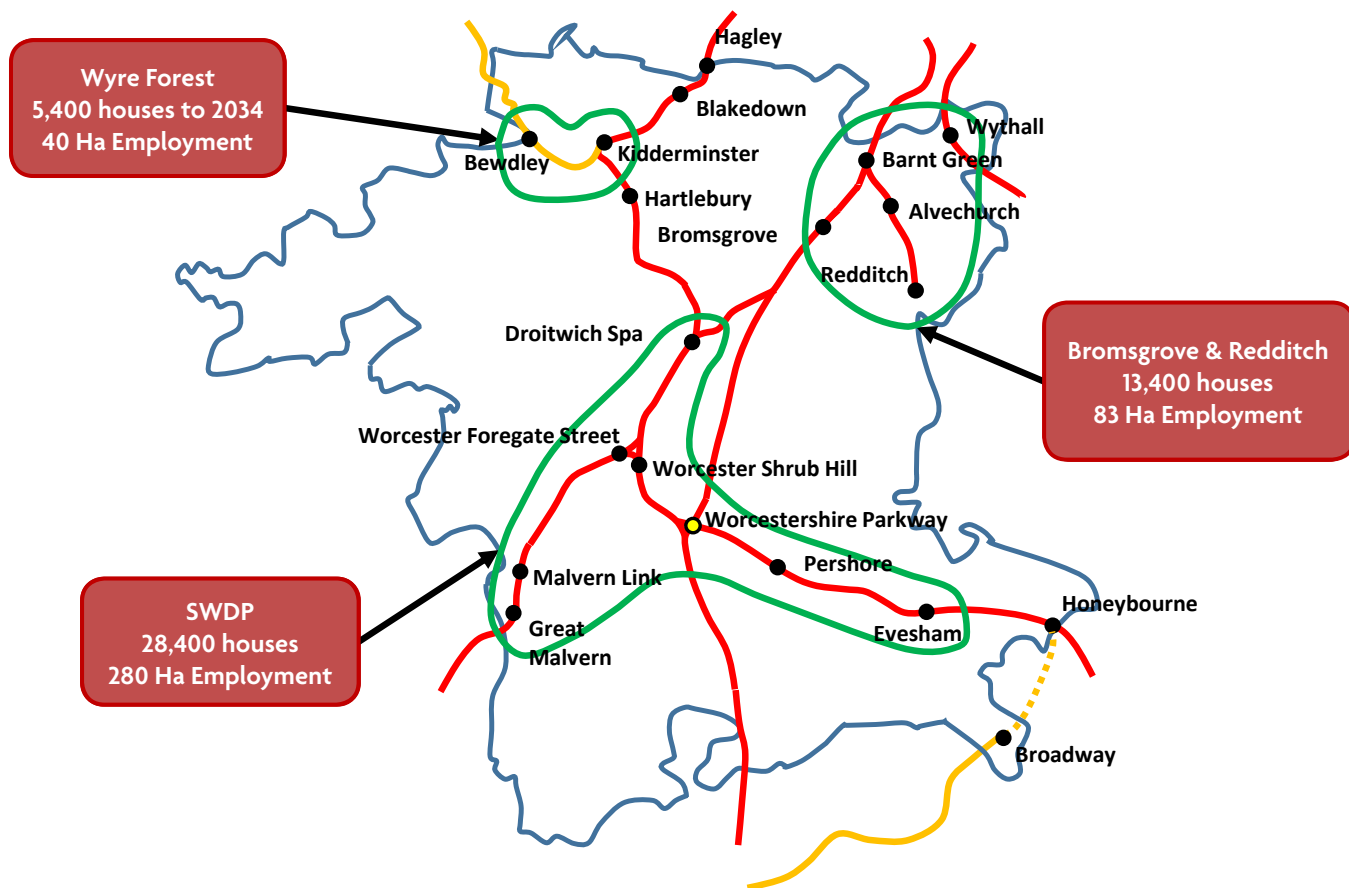 Hagley
Wyre Forest
5,400 houses to 2034
40 Ha Employment
Blakedown
Wythall
Bewdley
Kidderminster
Barnt Green
Hartlebury
Alvechurch
Bromsgrove
Redditch
Droitwich Spa
Bromsgrove & Redditch
13,400 houses
83 Ha Employment
Worcester Foregate Street
Worcester Shrub Hill
Worcestershire Parkway
Pershore
Malvern Link
SWDP
28,400 houses
280 Ha Employment
Honeybourne
Great
Malvern
Evesham
Broadway